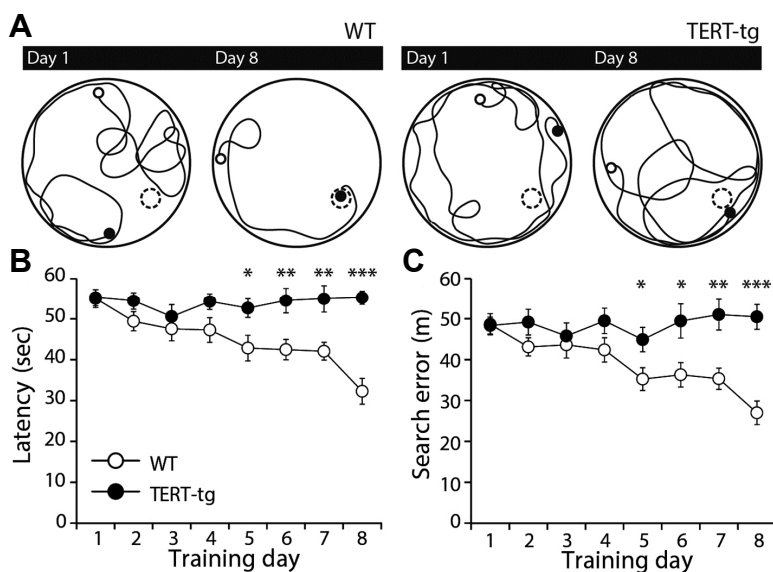 A
WT
TERT-tg
Day 1
Day 8
Day 1
Day 8
B
60
50
40
30
20
10
0
Latency (sec)
*
**
**
***
WT
TERT-tg
1 2 3 4 5 6 7 8
Training day
C
60
50
40
30
20
10
0
Search error (m)
*
*
**
***
1 2 3 4 5 6 7 8
Training day